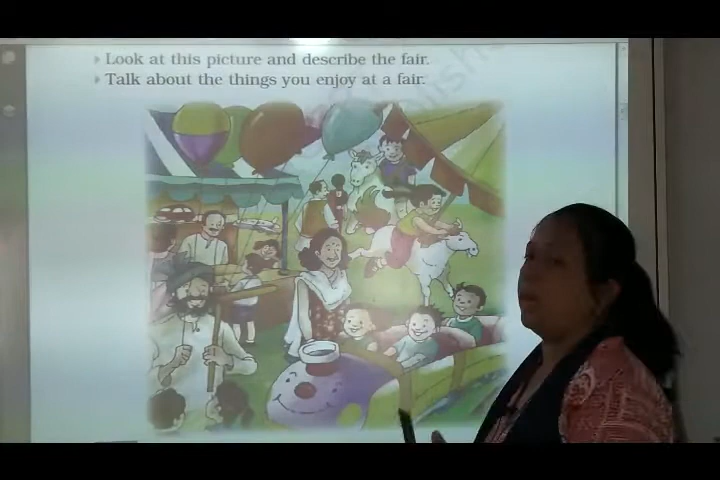 Look at this picture and describe the fair.
Talk about the things you enjoy at a fair.